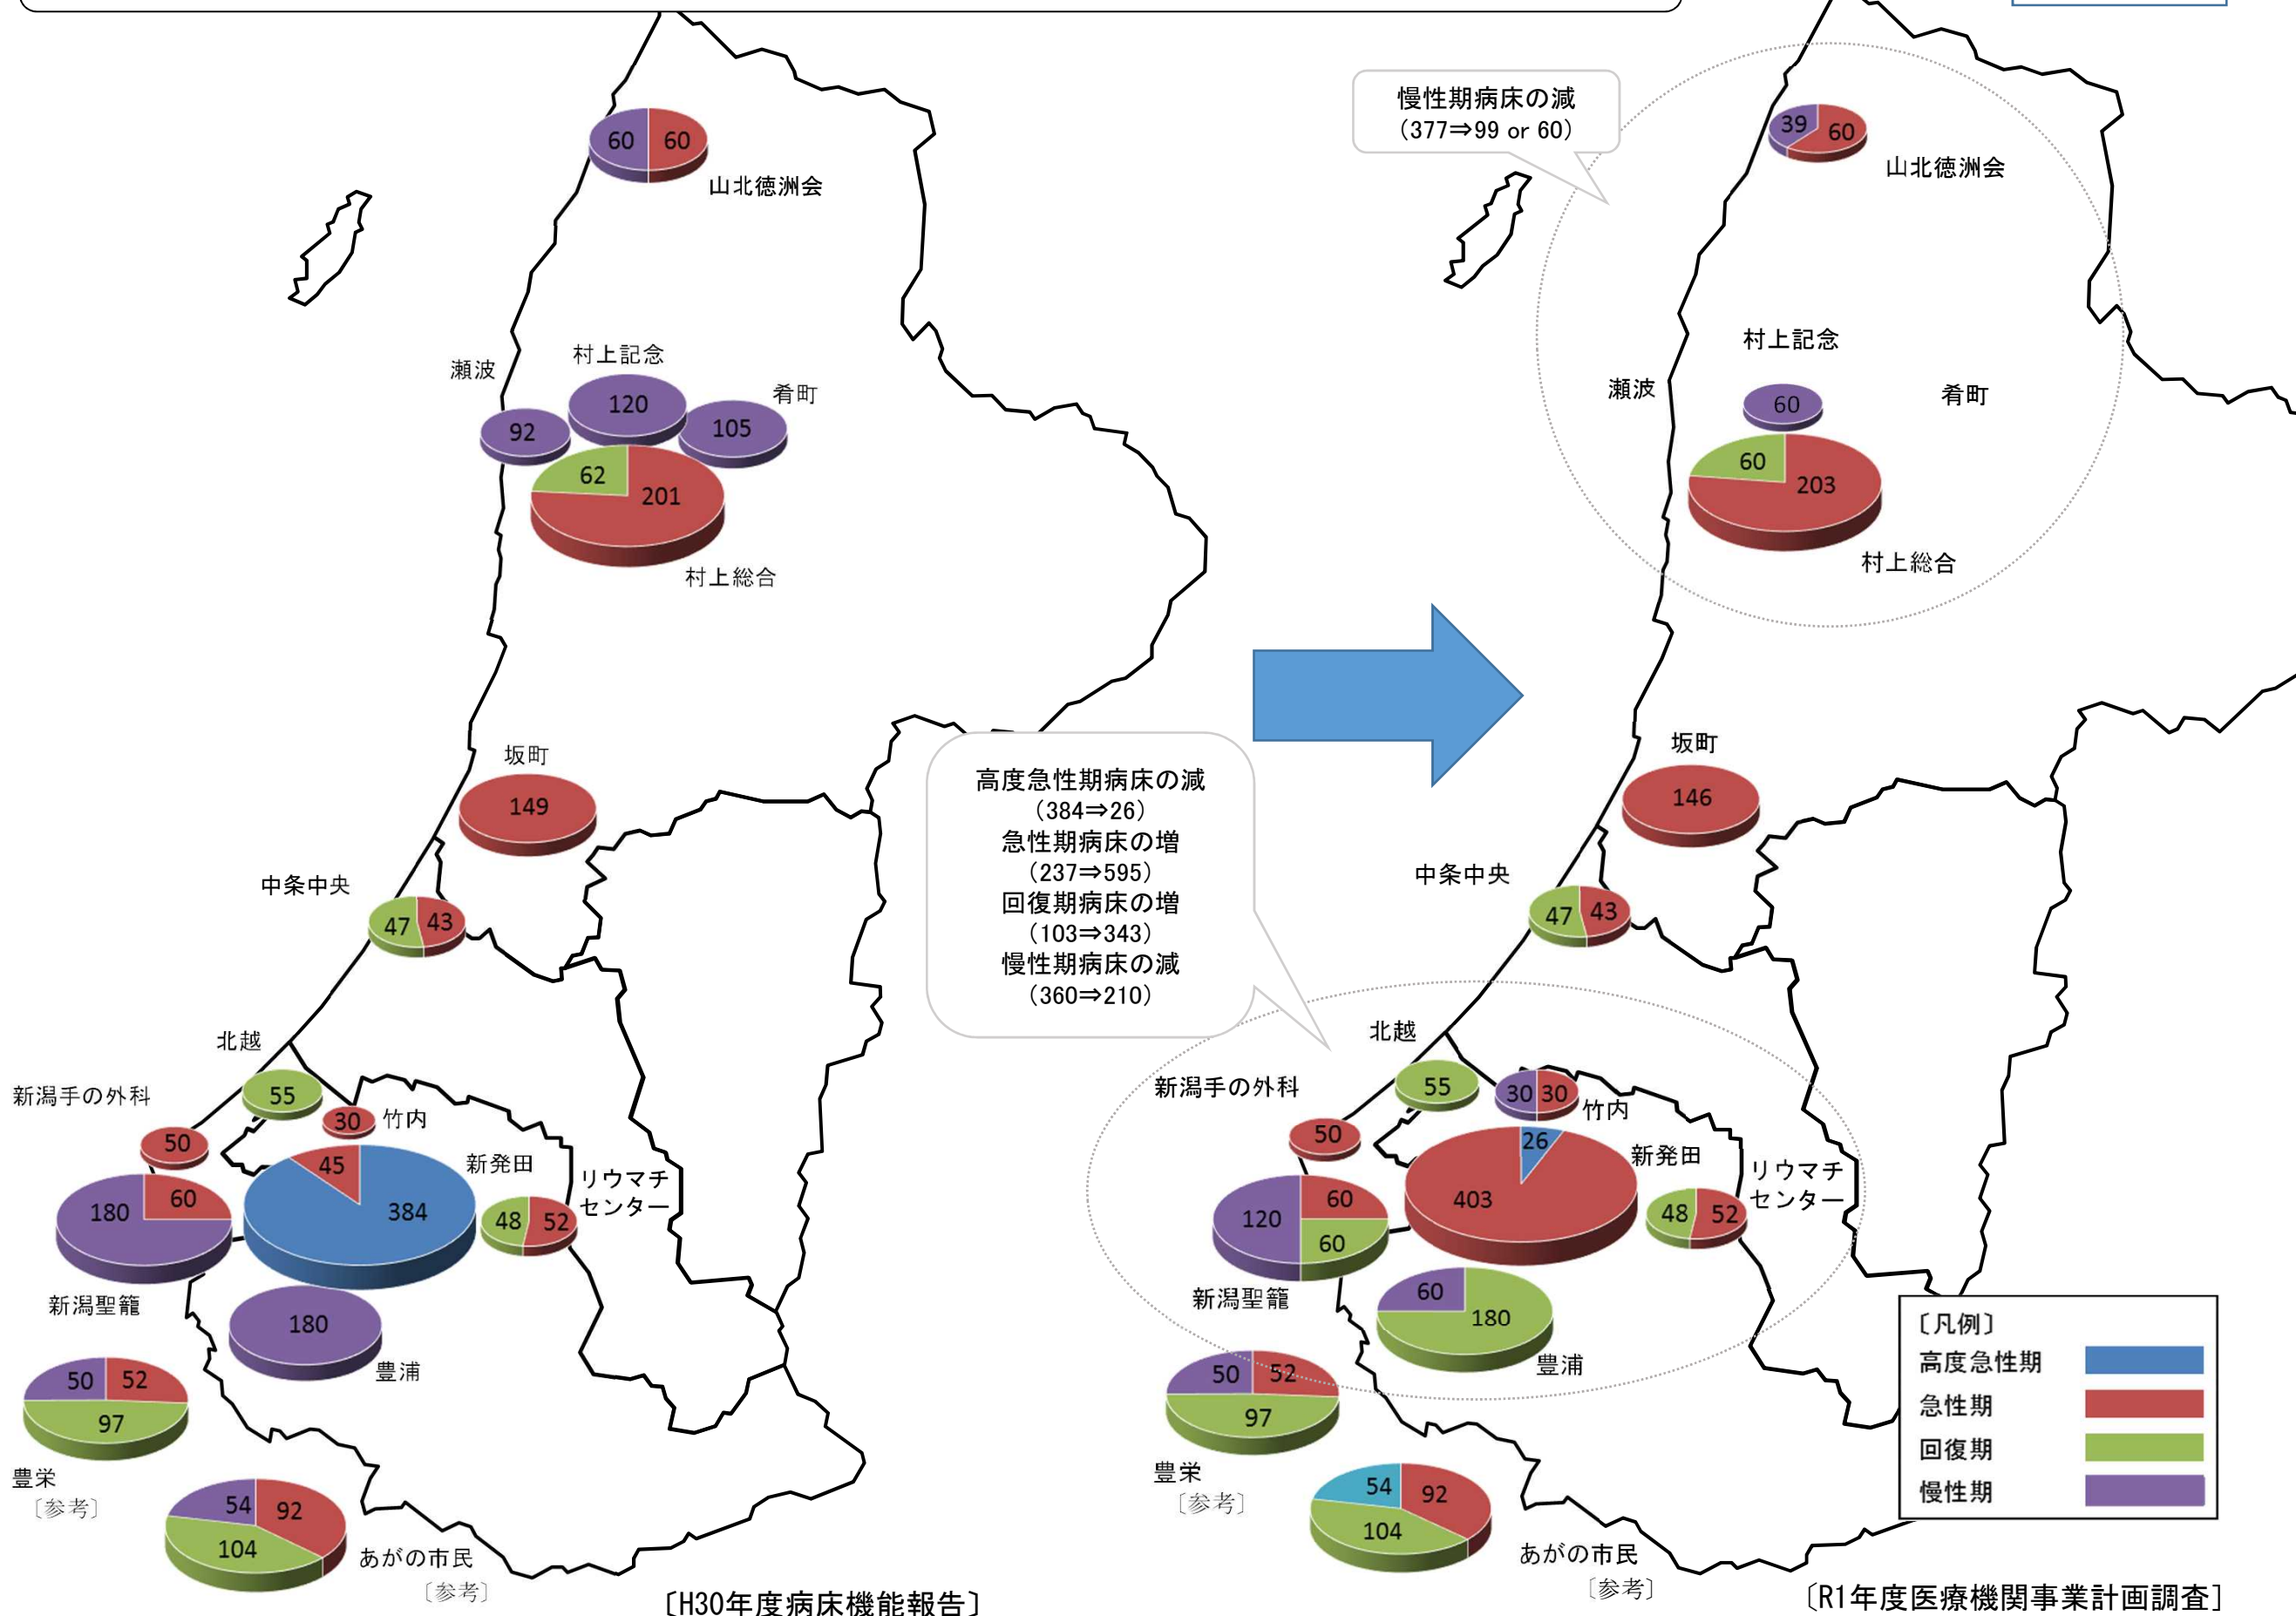 60
60
山北徳洲会
瀬波
村上記念
肴町
92
120
105
62
201
村上総合
坂町
149
中条中央
47
43
北越
55
新潟手の外科
50
30
竹内
45
384
新発田
リウマチ
センター
48
52
180
60
新潟聖籠
180
豊浦
50
52
97
豊栄
〔参考〕
54
92
104
あがの市民
〔参考〕
〔H30年度病床機能報告〕
高度急性期病床の減
(384⇒26)
急性期病床の増
(237⇒595)
回復期病床の増
(103⇒343)
慢性期病床の減
(360⇒210)
慢性期病床の減
(377⇒99 or 60)
39
60
山北徳洲会
村上記念
瀬波
肴町
60
60
203
村上総合
坂町
146
中条中央
47
43
北越
55
新潟手の外科
50
30
30
竹内
26
403
新発田
リウマチ
センター
48
52
120
60
60
新潟聖籠
60
180
豊浦
50
52
97
豊栄
〔参考〕
54
92
104
あがの市民
〔参考〕
〔凡例〕
高度急性期
急性期
回復期
慢性期
〔R1年度医療機関事業計画調査〕